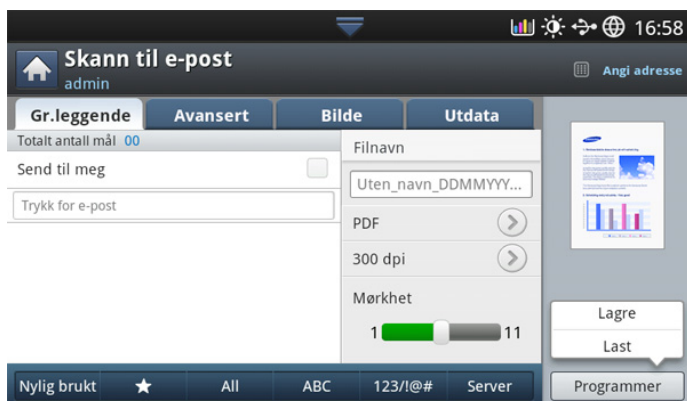 16:58
Skann til e-post
admin
Angi adresse
Gr.leggende
Avansert
Bilde
Utdata
Totalt antall mål 00
Send til meg
Trykk for e-post
Filnavn
Uten_navn_DDMMYYY...
PDF
300 dpi
Mørkhet
1 11
Lagre
Last
Nylig brukt ★ All ABC 123/!@# Server
Programmer